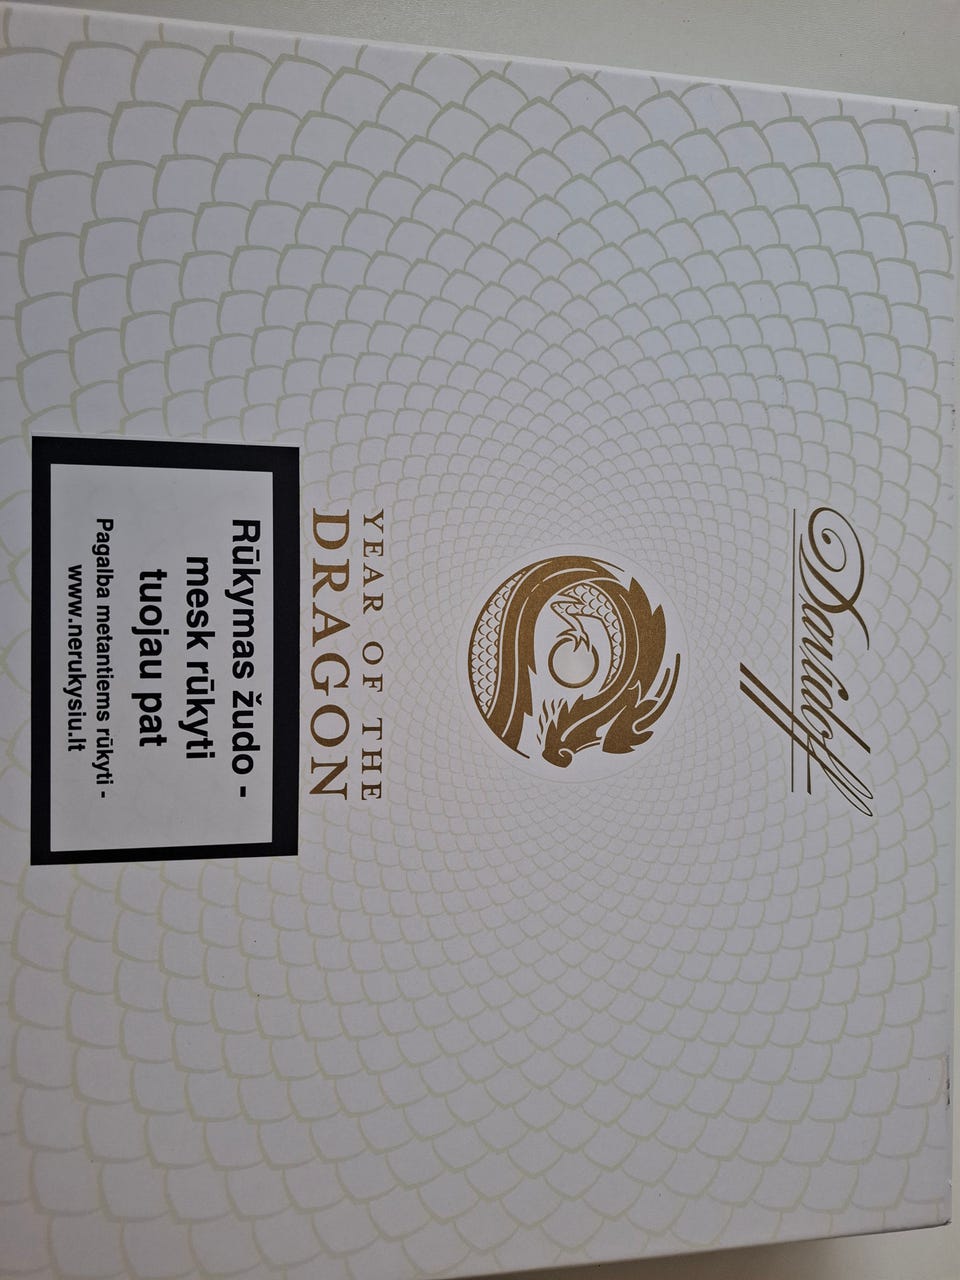 Davidoff
YEAR OF THE
DRAGON
Rūkymas žudo -
mesk rūkyti
tuojau pat
Pagalba metantiems rūkyti -
www.nerukysiu.lt